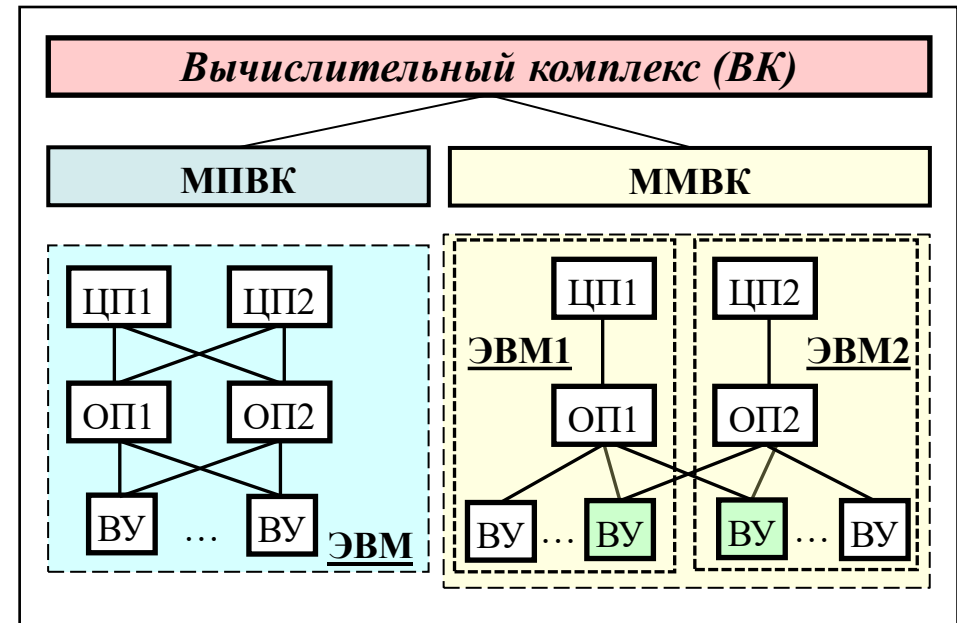 Вычислительный комплекс (ВК)
МПВК
ММВК
ЦП1 ЦП2
ОП1 ОП2
ВУ … ВУ
ЭВМ
ЦП1 ЦП2
ЭВМ1 ЭВМ2
ОП1 ОП2
ВУ … ВУ ВУ … ВУ